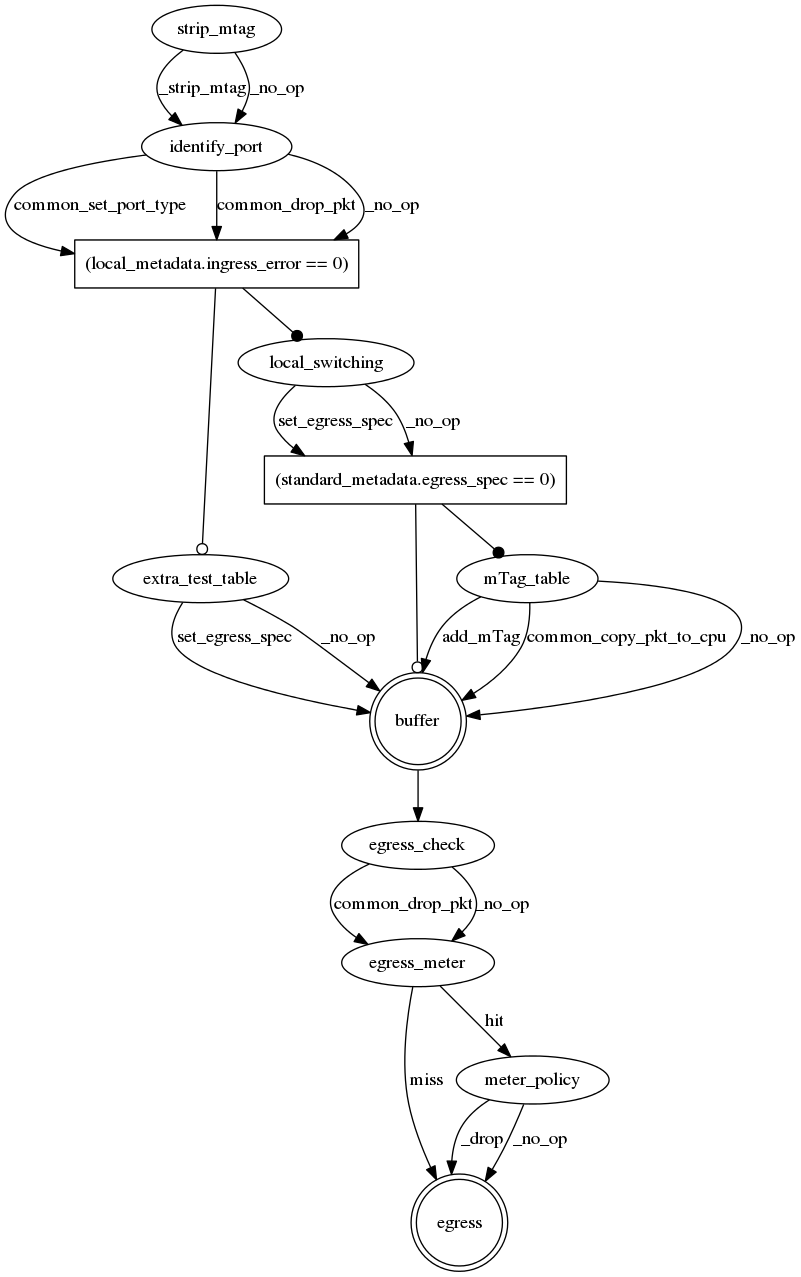 strip_mtag
_strip_mtag
_no_op
identify_port
common_set_port_type
common_drop_pkt
_no_op
(local_metadata.ingress_error == 0)
local_switching
set_egress_spec
_no_op
(standard_metadata.egress_spec == 0)
extra_test_table
mTag_table
set_egress_spec
_no_op
add_mTag
common_copy_pkt_to_cpu
_no_op
buffer
egress_check
common_drop_pkt
_no_op
egress_meter
hit
miss
meter_policy
_drop
_no_op
egress